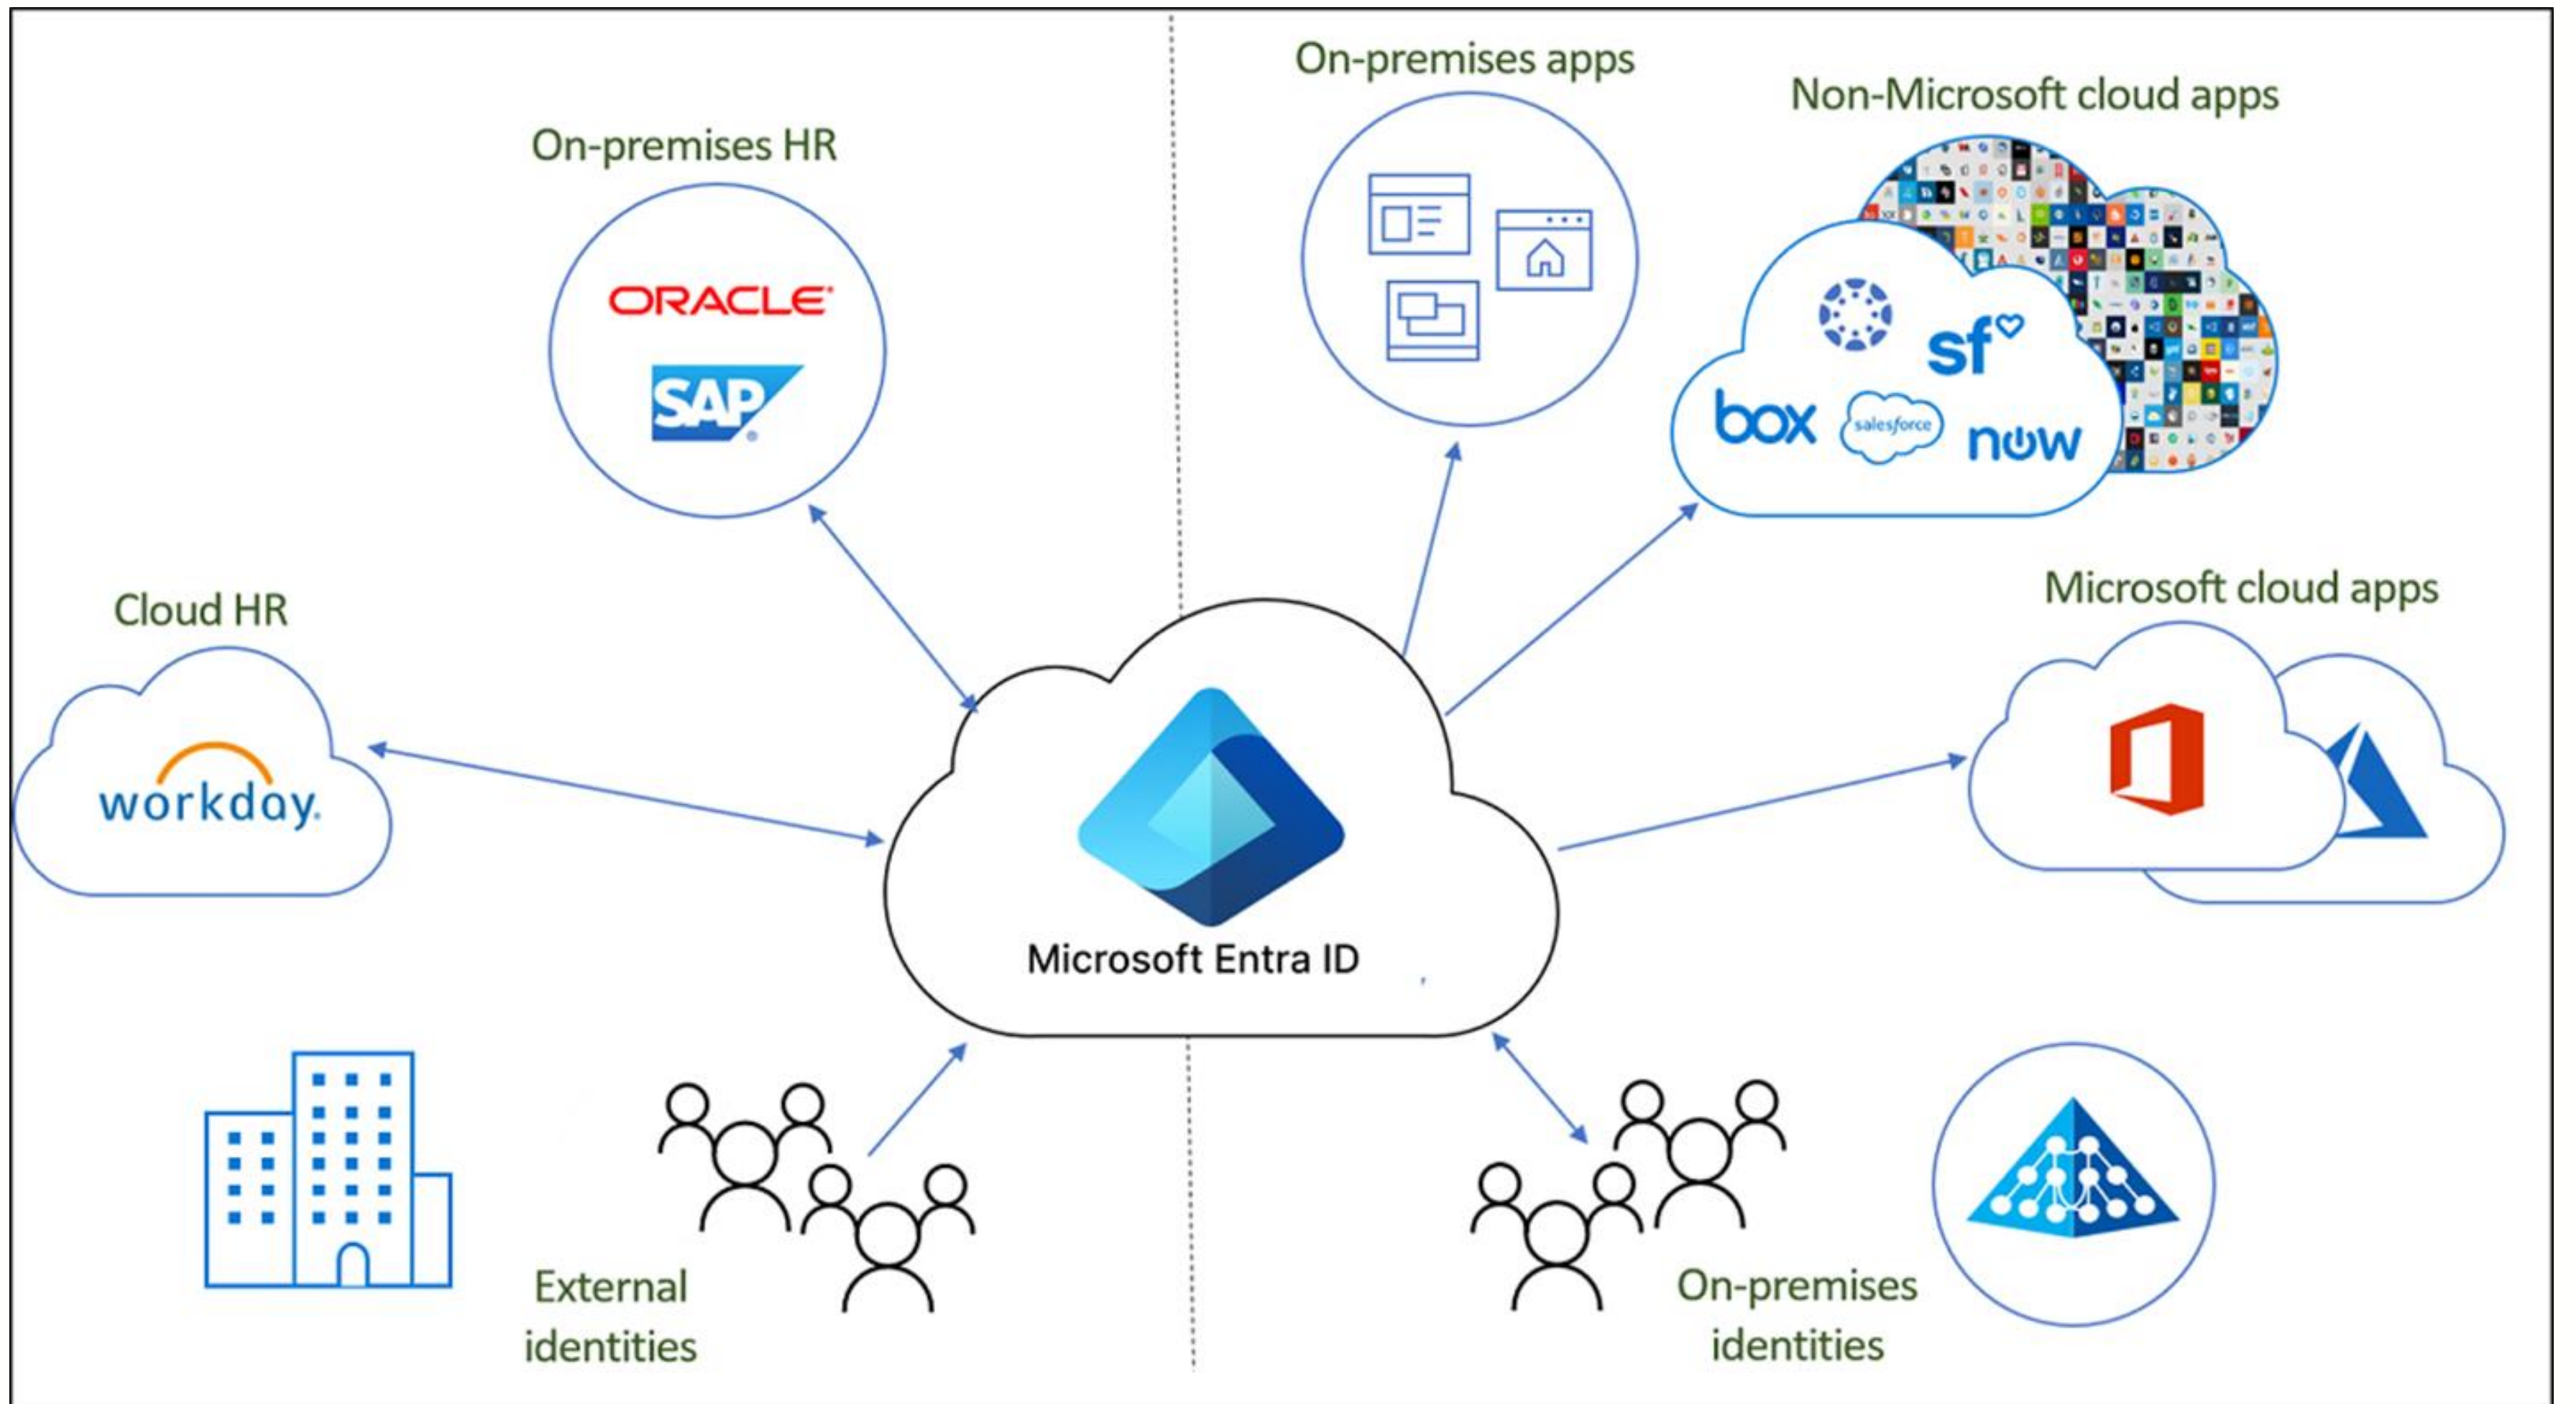 On-premises apps
Non-Microsoft cloud apps
On-premises HR
ORACLE
SAP
®
sf
box
salesforce
now
Cloud HR
workday.
Microsoft cloud apps
Microsoft Entra ID
External
identities
On-premises
identities